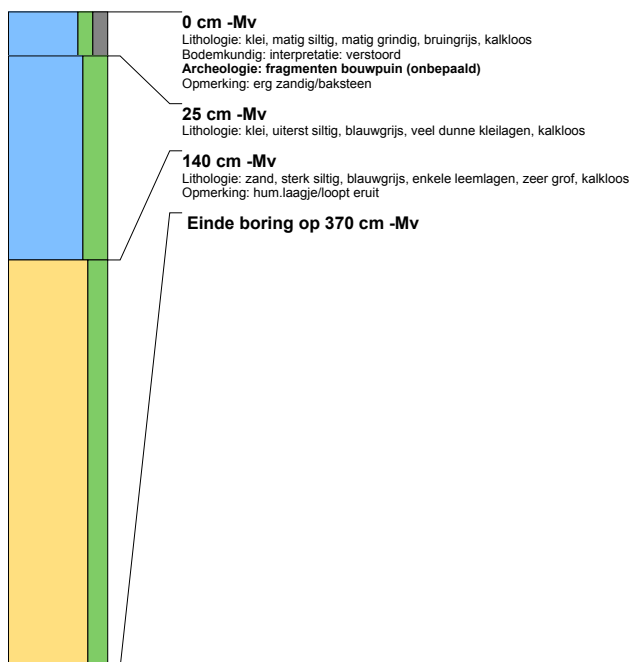 0 cm -Mv
Lithologie: klei, matig siltig, matig grindig, bruingrijs, kalkloos
Bodemkundig: interpretatie: verstoord
Archeologie: fragmenten bouwpuin (onbepaald)
Opmerking: erg zandig/baksteen
25 cm -Mv
Lithologie: klei, uiterst siltig, blauwgrijs, veel dunne kleilagen, kalkloos
140 cm -Mv
Lithologie: zand, sterk siltig, blauwgrijs, enkele leemlagen, zeer grof, kalkloos
Opmerking: hum.laagje/loopt eruit
Einde boring op 370 cm -Mv